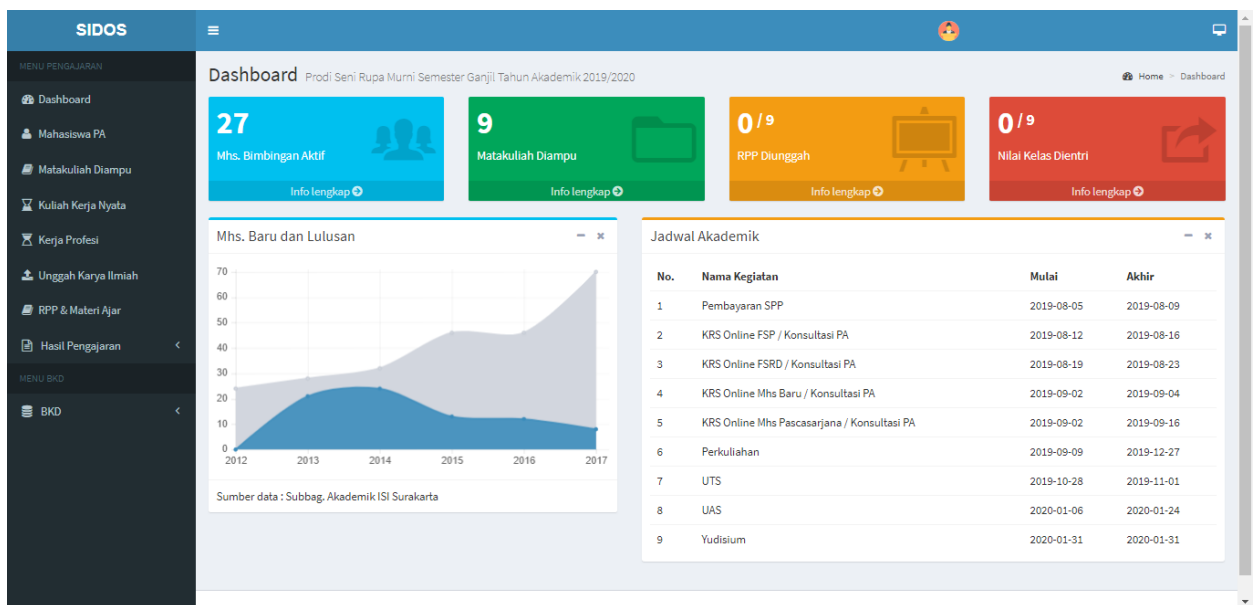 SIDOS
MENU PENGAJARAN
Dashboard
Mahasiswa PA
Matakuliah Diampu
Kuliah Kerja Nyata
Kerja Profesi
Unggah Karya Ilmiah
RPP & Materi Ajar
Hasil Pengajaran
MENU BKD
BKD
Dashboard Prodi Seni Rupa Murni Semester Ganjil Tahun Akademik 2019/2020
Home > Dashboard
27
Mhs. Bimbingan Aktif
Info lengkap
9
Matakuliah Diampu
Info lengkap
0 / 9
RPP Diunggah
Info lengkap
0 / 9
Nilai Kelas Dientri
Info lengkap
Mhs. Baru dan Lulusan
70
60
50
40
30
20
10
0
2012 2013 2014 2015 2016 2017
Sumber data : Subbag. Akademik ISI Surakarta
Jadwal Akademik
No. Nama Kegiatan Mulai Akhir
1 Pembayaran SPP 2019-08-05 2019-08-09
2 KRS Online FSP / Konsultasi PA 2019-08-12 2019-08-16
3 KRS Online FSRD / Konsultasi PA 2019-08-19 2019-08-23
4 KRS Online Mhs Baru / Konsultasi PA 2019-09-02 2019-09-04
5 KRS Online Mhs Pascasarjana / Konsultasi PA 2019-09-02 2019-09-16
6 Perkuliahan 2019-09-09 2019-12-27
7 UTS 2019-10-28 2019-11-01
8 UAS 2020-01-06 2020-01-24
9 Yudisium 2020-01-31 2020-01-31